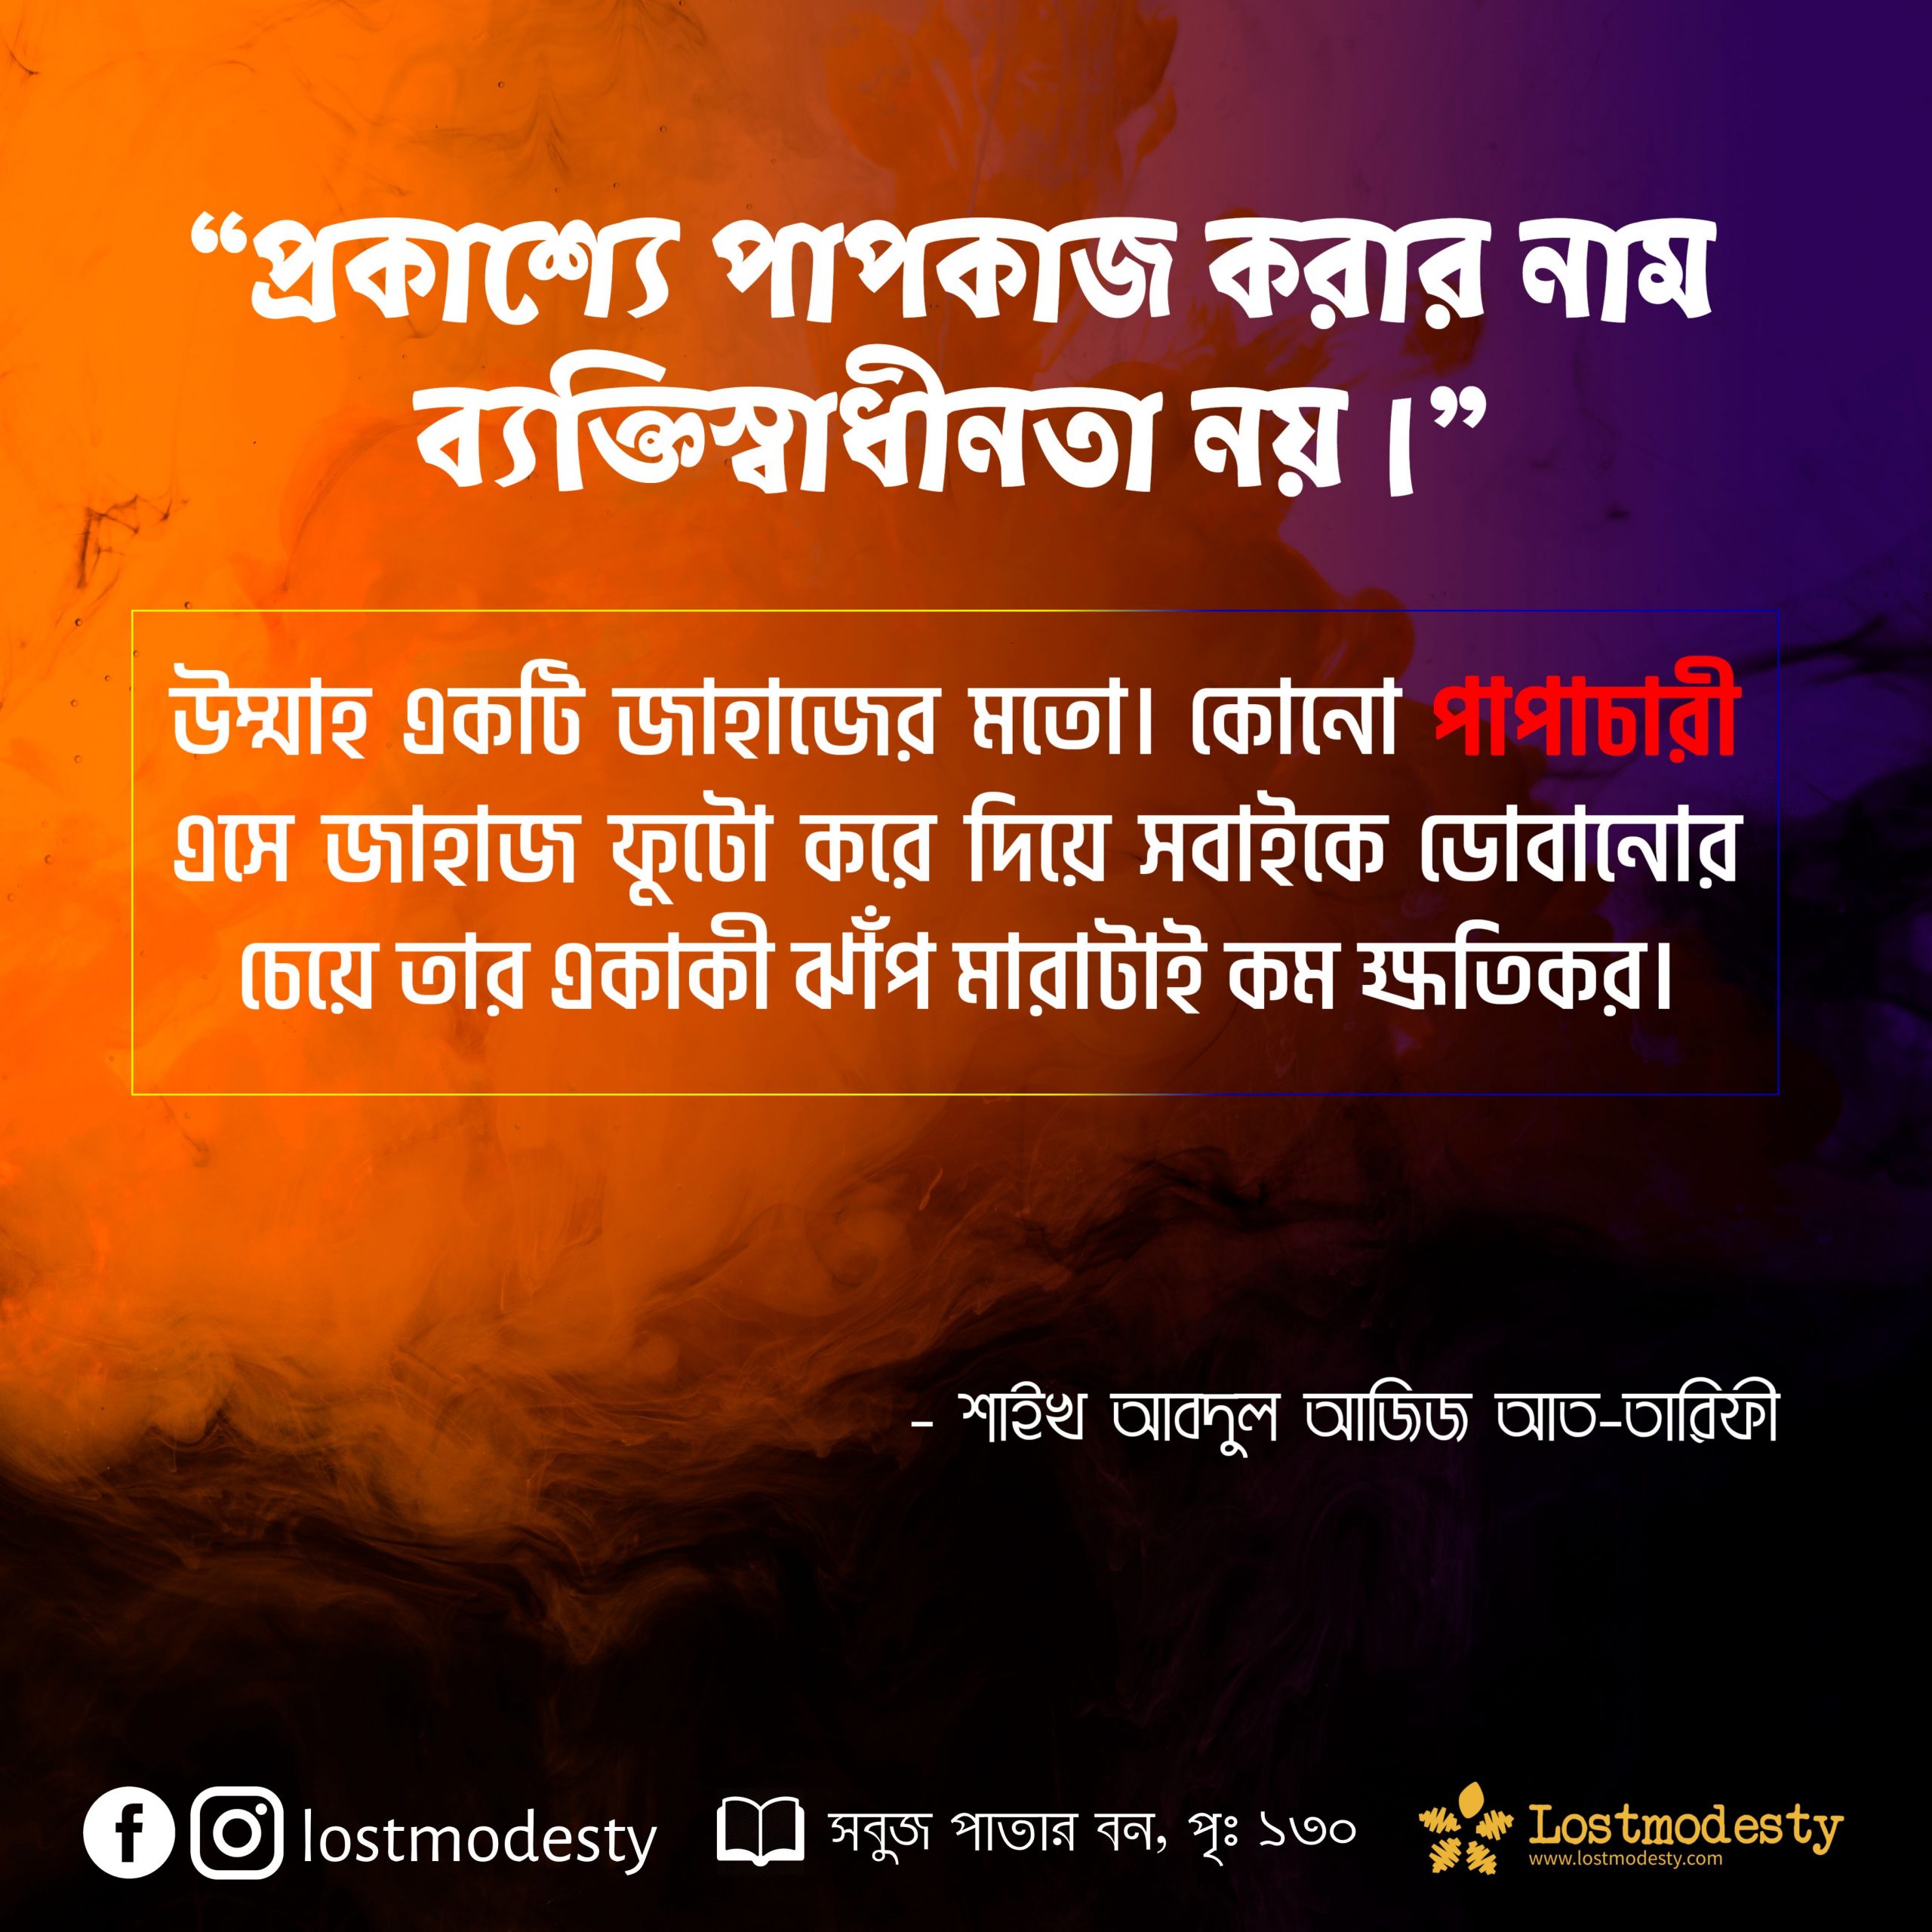 “প্রকাশ্যে পাপকাজ করার নাম
ব্যক্তিস্বাধীনতা নয়।”
উম্মাহ একটি জাহাজের মতো। কোনো পাপাচারী
এসে জাহাজ ফুটো করে দিয়ে সবাইকে ডোবানোর
চেয়ে তার একাকী ঝাঁপ মারাটাই কম ক্ষতিকর।
- শাইখ আবদুল আজিজ আত-তারিফী
lostmodesty
সবুজ পাতার বন, পৃঃ ১৩০
Lostmodesty
www.lostmodesty.com